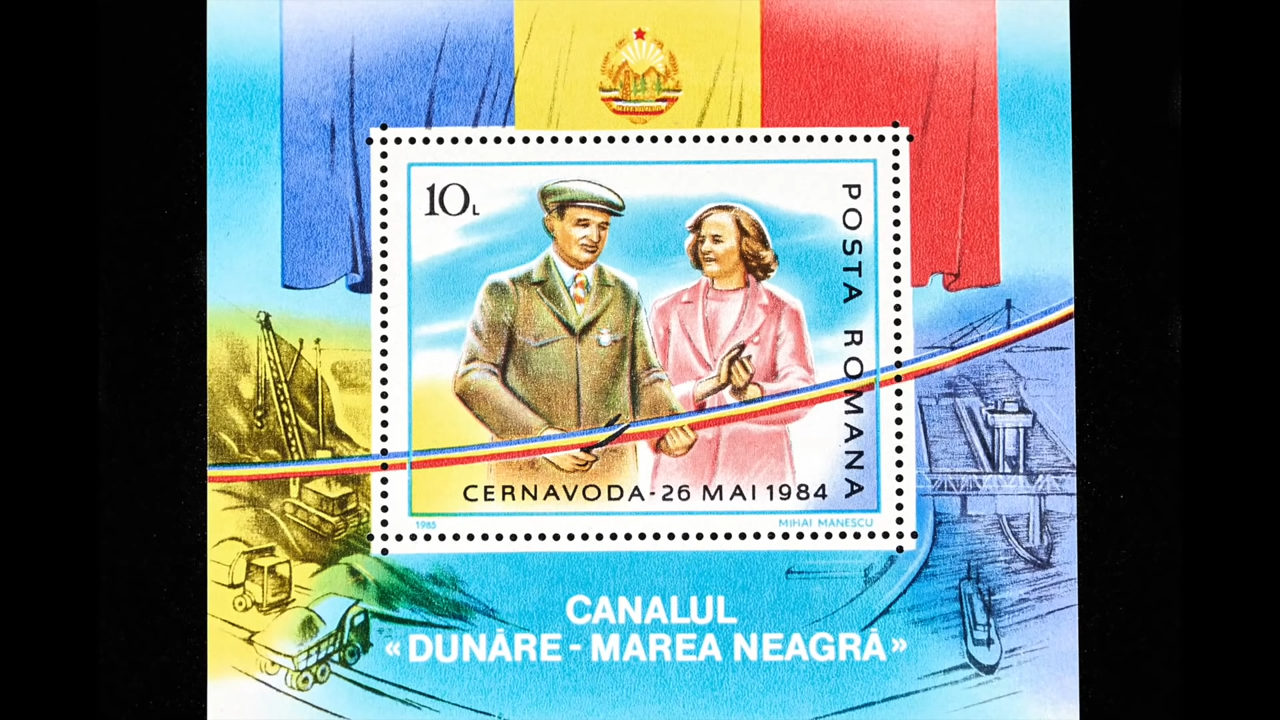 10L
POSTA ROMANA
CERNAVODA-26 MAI 1984
1985
MIHAI MANESCU
CANALUL
«DUNĂRE - MAREA NEAGRĂ»